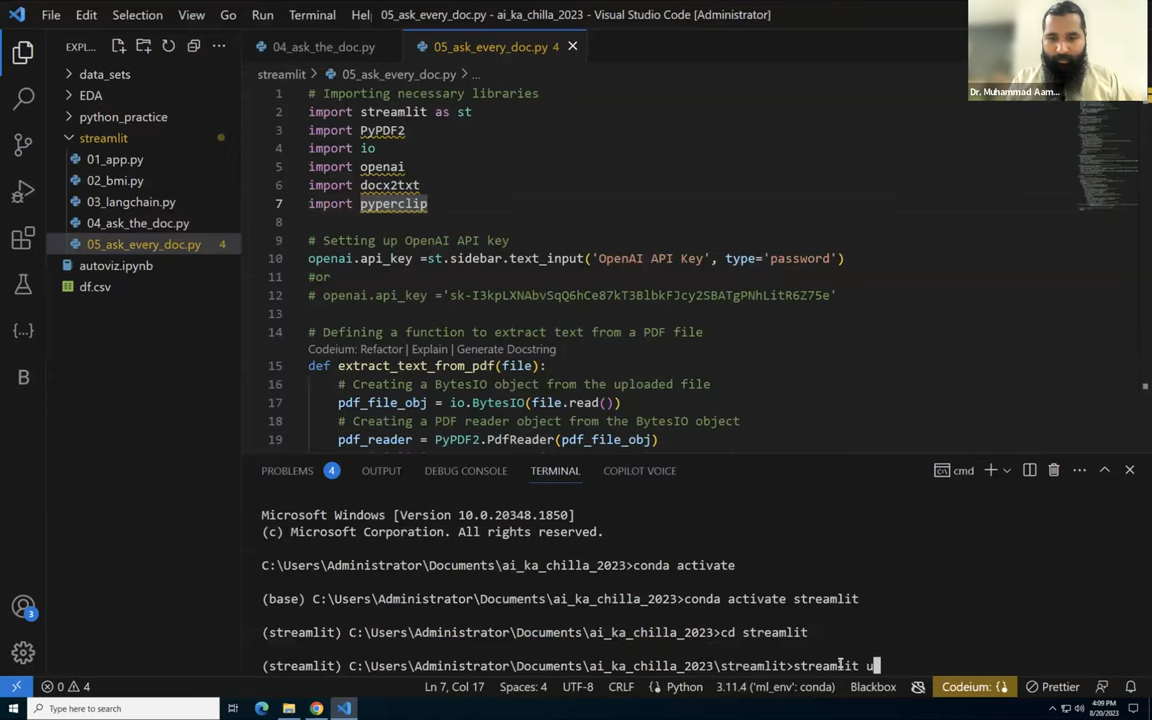 File Edit Selection View Go Run Terminal Hel 05_ask_every_doc.py - ai_ka_chilla_2023 - Visual Studio Code [Administrator]
EXPL...
04_ask_the_doc.py 05_ask_every_doc.py 4
streamlit > 05_ask_every_doc.py > ...
data_sets
EDA
python_practice
streamlit
01_app.py
02_bmi.py
03_langchain.py
04_ask_the_doc.py
05_ask_every_doc.py 4
autoviz.ipynb
df.csv
Dr. Muhammad Aam...
1 # Importing necessary libraries
2 import streamlit as st
3 import PyPDF2
4 import io
5 import openai
6 import docx2txt
7 import pyperclip
8
9 # Setting up OpenAI API key
10 openai.api_key =st.sidebar.text_input('OpenAI API Key', type='password')
11 #or
12 # openai.api_key ='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'
13
14 # Defining a function to extract text from a PDF file
Codeium: Refactor | Explain | Generate Docstring
15 def extract_text_from_pdf(file):
16 # Creating a BytesIO object from the uploaded file
17 pdf_file_obj = io.BytesIO(file.read())
18 # Creating a PDF reader object from the BytesIO object
19 pdf_reader = PyPDF2.PdfReader(pdf_file_obj)
PROBLEMS 4 OUTPUT DEBUG CONSOLE TERMINAL COPILOT VOICE cmd
Microsoft Windows [Version 10.0.20348.1850]
(c) Microsoft Corporation. All rights reserved.
C:\Users\Administrator\Documents\ai_ka_chilla_2023>conda activate
(base) C:\Users\Administrator\Documents\ai_ka_chilla_2023>conda activate streamlit
(streamlit) C:\Users\Administrator\Documents\ai_ka_chilla_2023>cd streamlit
(streamlit) C:\Users\Administrator\Documents\ai_ka_chilla_2023\streamlit>streamlit u
3
0 4 Ln 7, Col 17 Spaces: 4 UTF-8 CRLF Python 3.11.4 ('ml_env': conda) Blackbox Codeium: {} Prettier
Type here to search
4:09 PM
8/20/2023